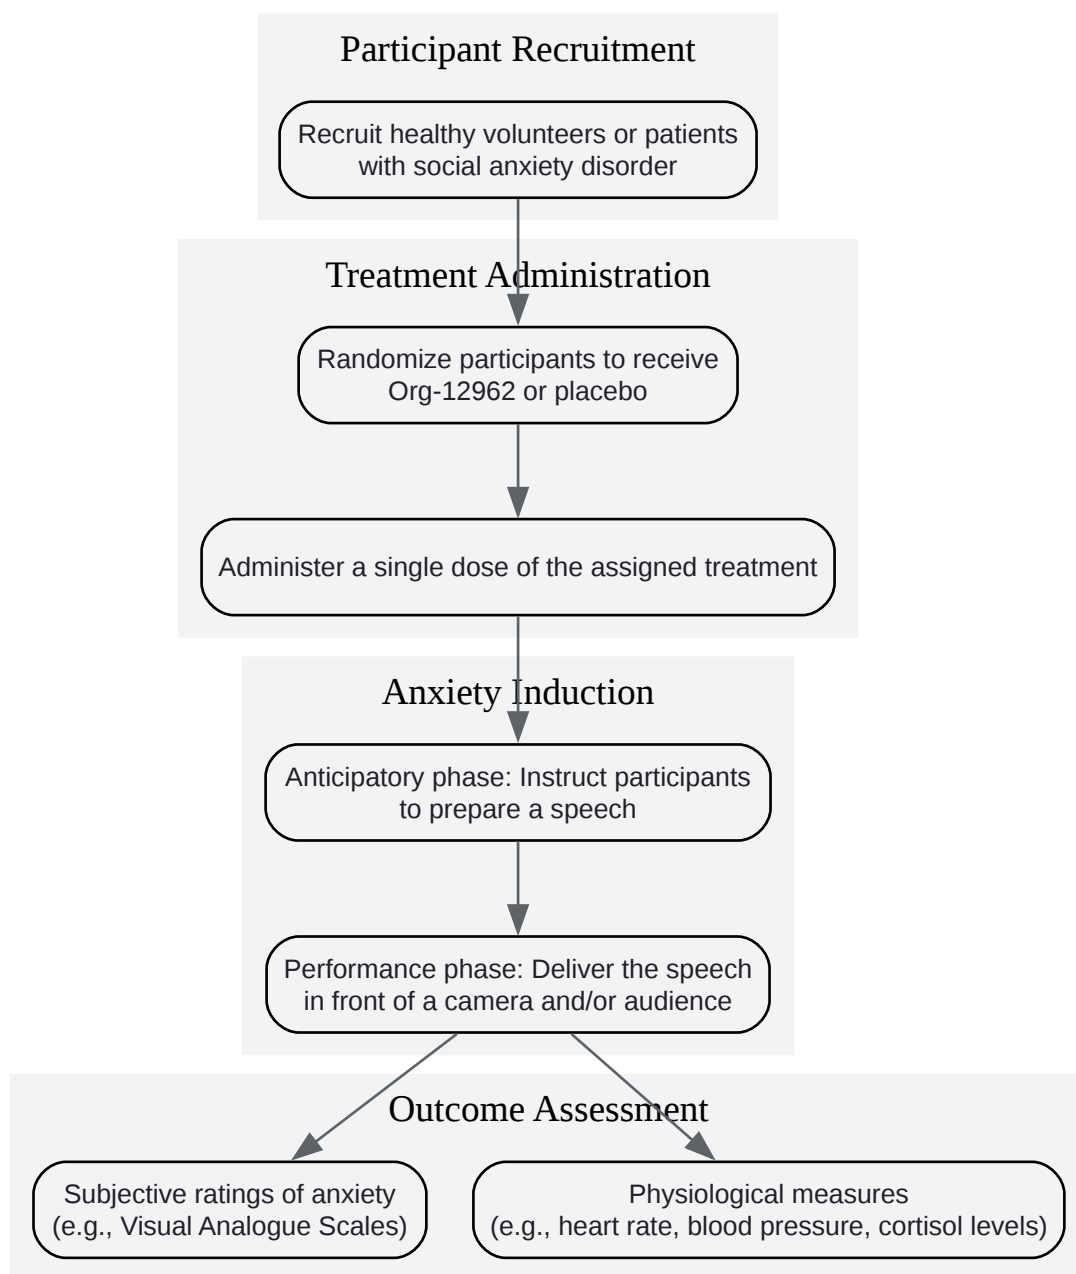 Participant Recruitment
Recruit healthy volunteers or patients
with social anxiety disorder
Treatment Administration
Randomize participants to receive
Org-12962 or placebo
Administer a single dose of the assigned treatment
Anxiety Induction
Anticipatory phase: Instruct participants
to prepare a speech
Performance phase: Deliver the speech
in front of a camera and/or audience
Outcome Assessment
Subjective ratings of anxiety
(e.g., Visual Analogue Scales)
Physiological measures
(e.g., heart rate, blood pressure, cortisol levels)